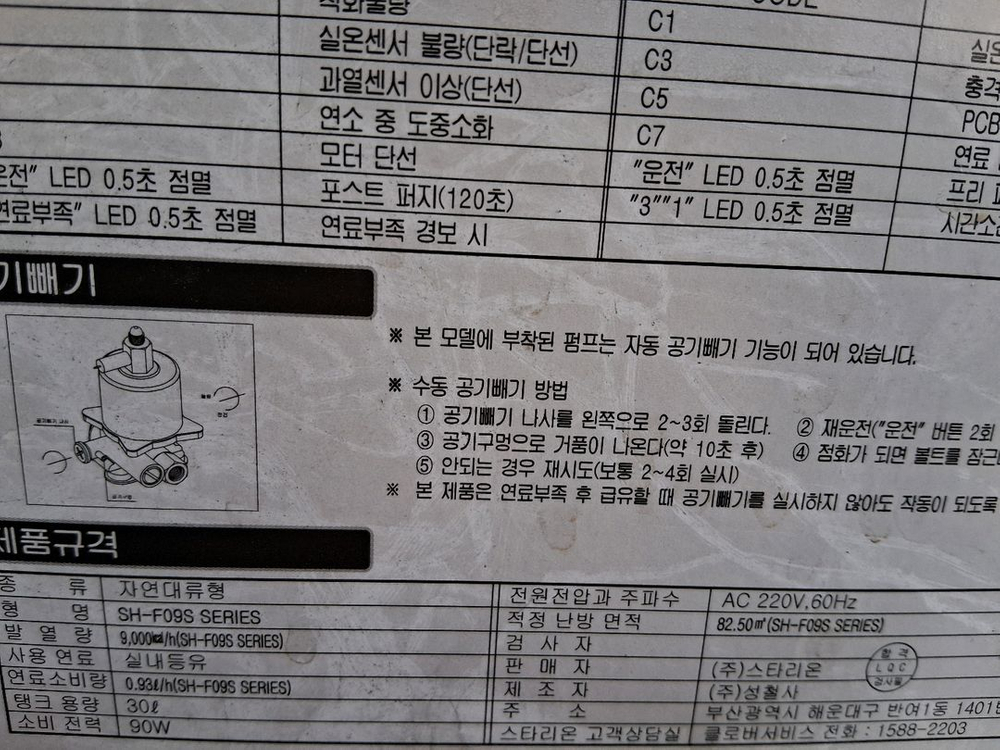 착화불량
C1
실온센서 불량(단락/단선)
C3
과열센서 이상(단선)
C5
충격
연소 중 도중소화
C7
PCB
모터 단선
연료
운전" LED 0.5초 점멸
포스트 퍼지(120초)
"운전" LED 0.5초 점멸
프리
연료부족" LED 0.5초 점멸
연료부족 경보 시
"3""1" LED 0.5초 점멸
기빼기
※ 본 모델에 부착된 펌프는 자동 공기빼기 기능이 되어 있습니다.
※ 수동 공기빼기 방법
① 공기빼기 나사를 왼쪽으로 2~3회 돌린다. ② 재운전("운전" 버튼 2회
③ 공기구멍으로 거품이 나온다(약 10초 후) ④ 점화가 되면 볼트를 잠근
⑤ 안되는 경우 재시도(보통 2~4회 실시)
※ 본 제품은 연료부족 후 급유할 때 공기빼기를 실시하지 않아도 작동이 되도록
제품규격
종 류 자연대류형 전원전압과 주파수 AC 220V,60Hz
형 명 SH-F09S SERIES 적정 난방 면적 82.50㎡(SH-F09S SERIES)
발 열 량 9,000㎉/h(SH-F09S SERIES) 검 사 자
합 격
L Q C
사용 연료 실내등유 판 매 자 (주)스타리온
연료소비량 0.93ℓ/h(SH-F09S SERIES) 제 조 자 (주)성철사
탱크 용량 30ℓ 주 소 부산광역시 해운대구 반여1동 1401번
소비 전력 90W 스타리온 고객상담실 클로버서비스 전화 : 1588-2203